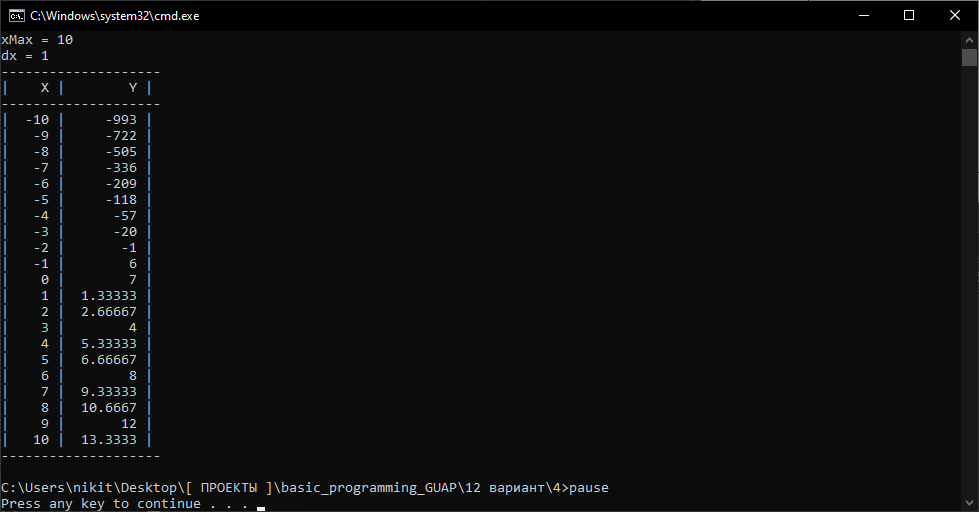 C:\Windows\system32\cmd.exe
xMax = 10
dx = 1
--------------------
|    X |        Y |
--------------------
|  -10 |     -993 |
|   -9 |     -722 |
|   -8 |     -505 |
|   -7 |     -336 |
|   -6 |     -209 |
|   -5 |     -118 |
|   -4 |      -57 |
|   -3 |      -20 |
|   -2 |       -1 |
|   -1 |        6 |
|    0 |        7 |
|    1 |  1.33333 |
|    2 |  2.66667 |
|    3 |        4 |
|    4 |  5.33333 |
|    5 |  6.66667 |
|    6 |        8 |
|    7 |  9.33333 |
|    8 |  10.6667 |
|    9 |       12 |
|   10 |  13.3333 |
--------------------
C:\Users\nikit\Desktop\[ ПРОЕКТЫ ]\basic_programming_GUAP\12 вариант\4>pause
Press any key to continue . . .